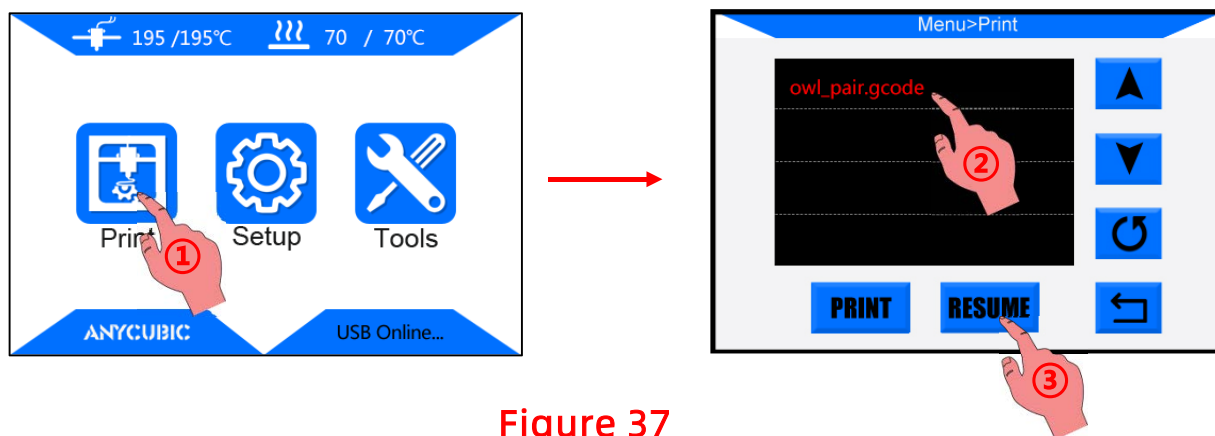 195 /195℃ 70 / 70℃
Print Setup Tools
①
ANYCUBIC USB Online...
Menu>Print
owl_pair.gcode
②
PRINT RESUME
③
Figure 37